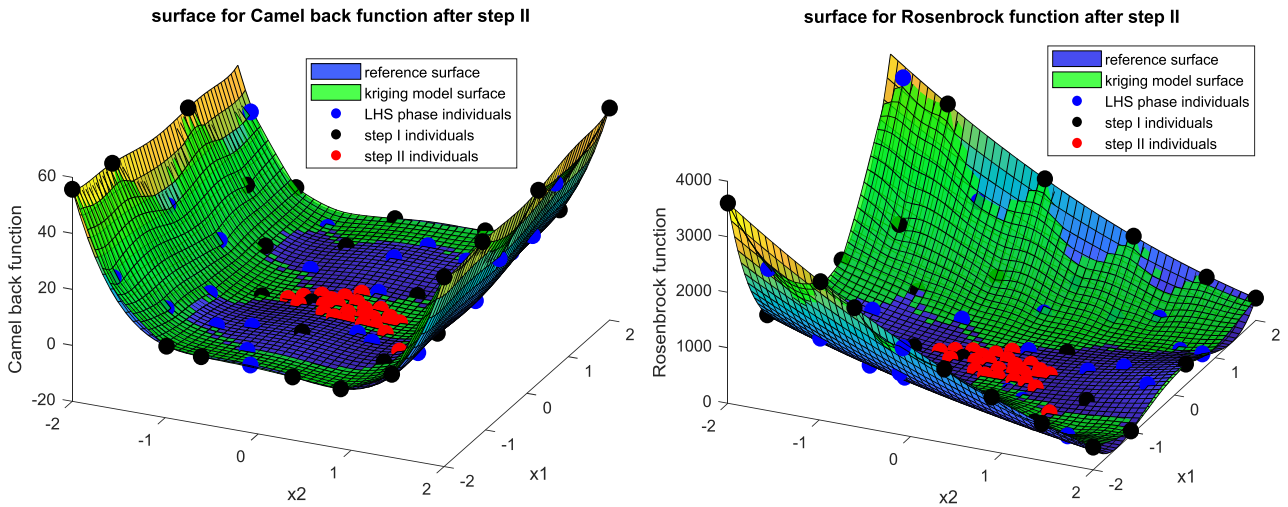 surface for Camel back function after step II
reference surface
kriging model surface
LHS phase individuals
step I individuals
step II individuals
60
40
20
0
-20
Camel back function
-2
-1
0
1
2
x2
-2
-1
0
1
2
x1
surface for Rosenbrock function after step II
reference surface
kriging model surface
LHS phase individuals
step I individuals
step II individuals
4000
3000
2000
1000
0
Rosenbrock function
-2
-1
0
1
2
x2
-2
-1
0
1
2
x1